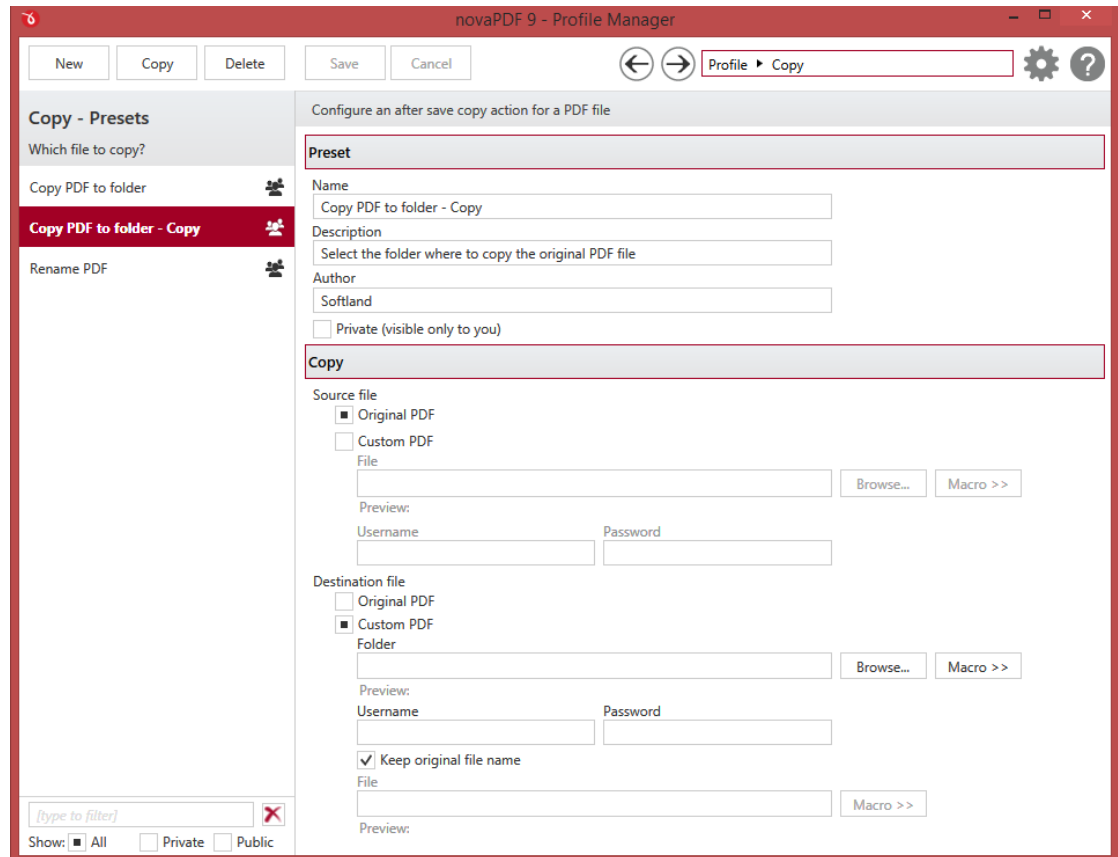 novaPDF 9 - Profile Manager
New Copy Delete Save Cancel Profile ▸ Copy
Copy - Presets
Which file to copy?
Copy PDF to folder
Copy PDF to folder - Copy
Rename PDF
[type to filter]
Show: All Private Public
Configure an after save copy action for a PDF file
Preset
Name
Copy PDF to folder - Copy
Description
Select the folder where to copy the original PDF file
Author
Softland
Private (visible only to you)
Copy
Source file
Original PDF
Custom PDF
File
Browse... Macro >>
Preview:
Username Password
Destination file
Original PDF
Custom PDF
Folder
Browse... Macro >>
Preview:
Username Password
Keep original file name
File
Macro >>
Preview: